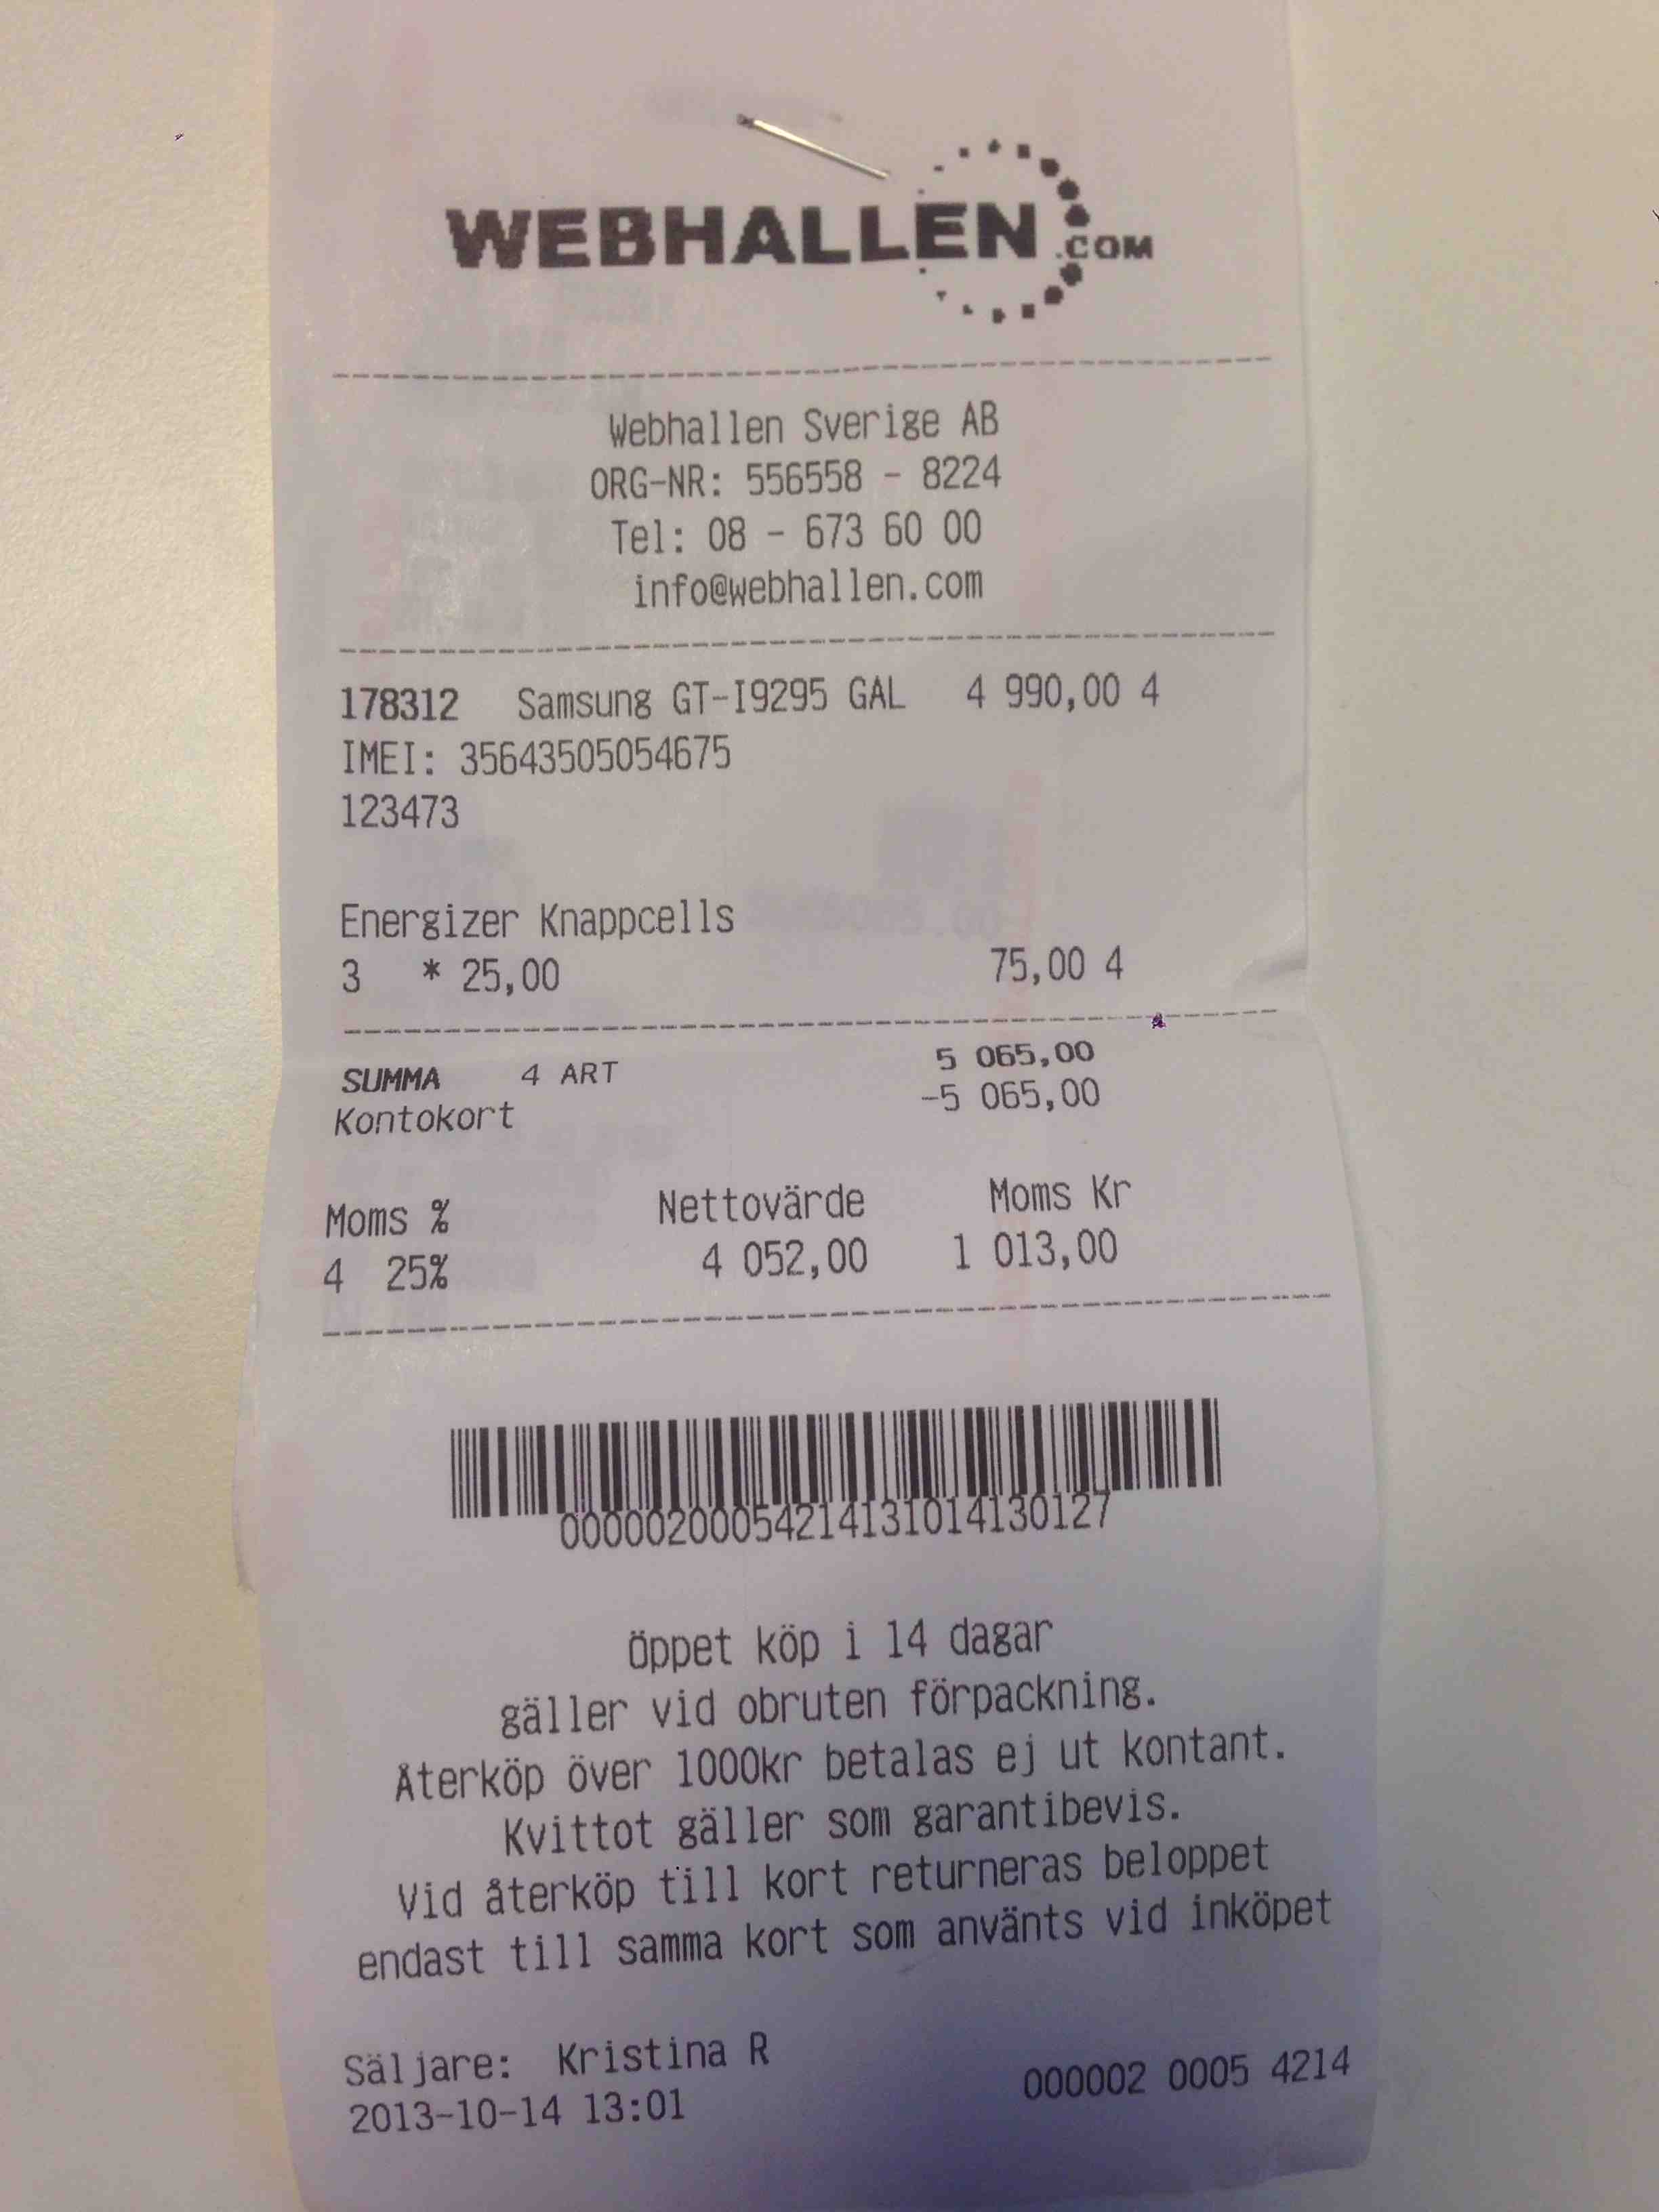 WEBHALLEN.COM
Webhallen Sverige AB
ORG-NR: 556558 - 8224
Tel: 08 - 673 60 00
info@webhallen.com
178312 Samsung GT-I9295 GAL 4 990,00 4
IMEI: 35643505054675
123473
Energizer Knappcells
3 * 25,00 75,00 4
SUMMA 4 ART 5 065,00
Kontokort -5 065,00
Moms % Nettovärde Moms Kr
4 25% 4 052,00 1 013,00
0000020005421413101413012​7
Öppet köp i 14 dagar
gäller vid obruten förpackning.
Återköp över 1000kr betalas ej ut kontant.
Kvittot gäller som garantibevis.
Vid återköp till kort returneras beloppet
endast till samma kort som använts vid inköpet
Säljare: Kristina R
2013-10-14 13:01 000002 0005 4214